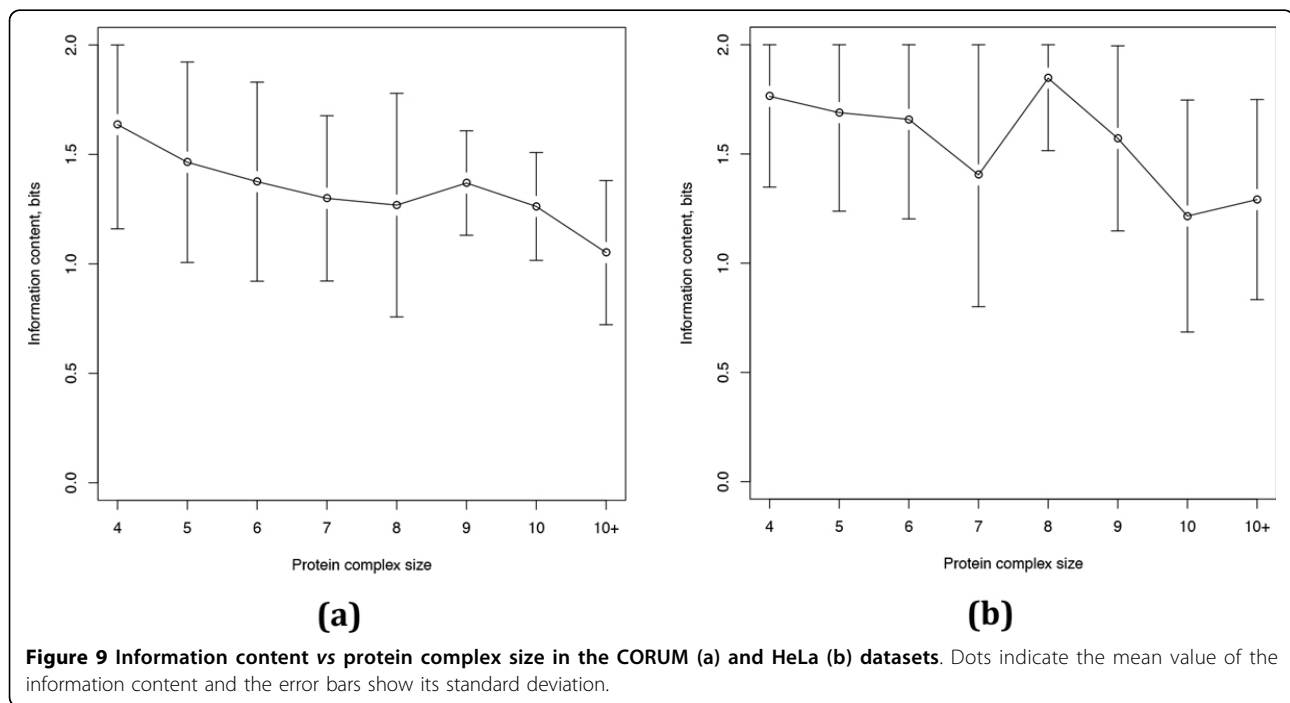 2.0
1.5
1.0
0.5
0.0
Information content, bits
4 5 6 7 8 9 10 10+
Protein complex size
(a)
2.0
1.5
1.0
0.5
0.0
Information content, bits
4 5 6 7 8 9 10 10+
Protein complex size
(b)
Figure 9 Information content vs protein complex size in the CORUM (a) and HeLa (b) datasets. Dots indicate the mean value of the
information content and the error bars show its standard deviation.